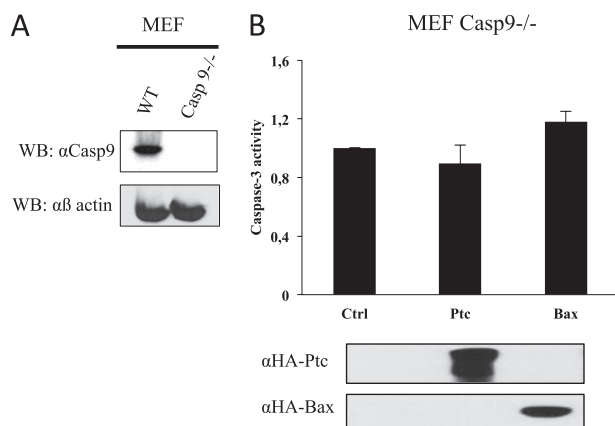 A
MEF
WT
Casp 9-/-
WB: αCasp9
WB: αß actin
B
MEF Casp9-/-
Caspase-3 activity
1,6
1,2
0,8
0,4
0
Ctrl
Ptc
Bax
αHA-Ptc
αHA-Bax